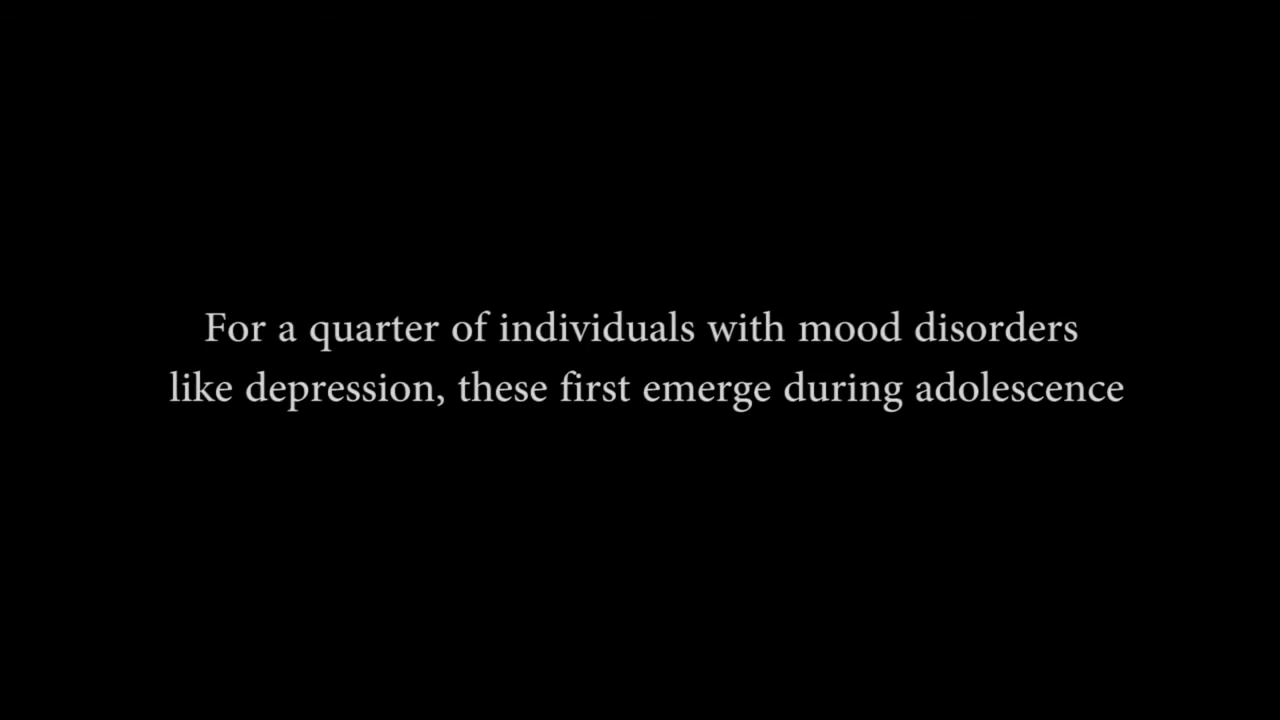 For a quarter of individuals with mood disorders
like depression, these first emerge during adolescence